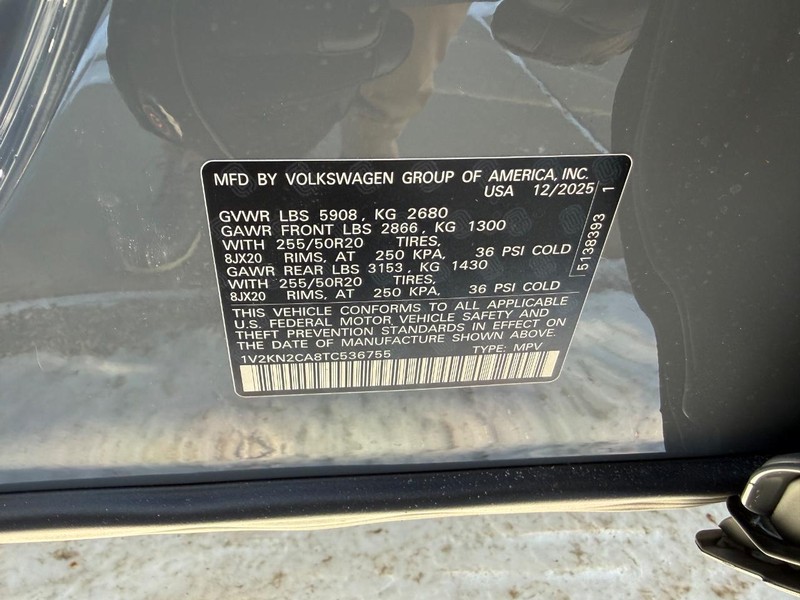 MFD BY VOLKSWAGEN GROUP OF AMERICA, INC.
USA 12/2025
GVWR LBS 5908, KG 2680
GAWR FRONT LBS 2866, KG 1300
WITH 255/50R20 TIRES,
8JX20 RIMS, AT 250 KPA, 36 PSI COLD
GAWR REAR LBS 3153, KG 1430
WITH 255/50R20 TIRES,
8JX20 RIMS, AT 250 KPA, 36 PSI COLD
THIS VEHICLE CONFORMS TO ALL APPLICABLE
U.S. FEDERAL MOTOR VEHICLE SAFETY AND
THEFT PREVENTION STANDARDS IN EFFECT ON
DATE OF MANUFACTURE SHOWN ABOVE.
1V2KN2CA8TC536755 TYPE: MPV
5138393 1